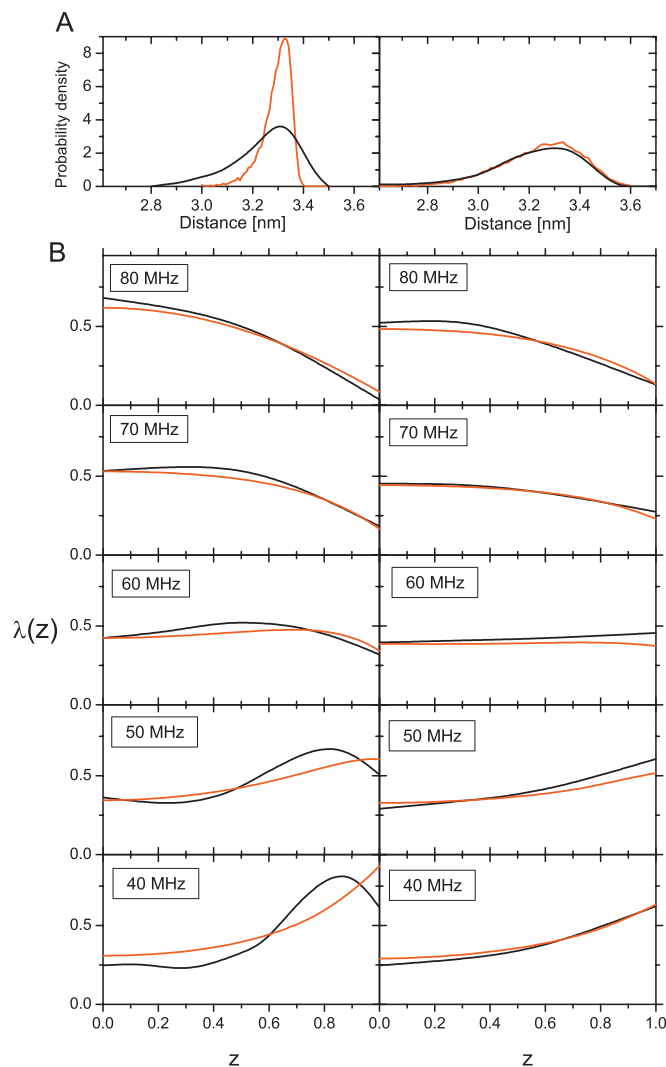 A
Probability density
8
6
4
2
0
2.8 3.0 3.2 3.4 3.6 2.8 3.0 3.2 3.4 3.6
Distance [nm] Distance [nm]
B
80 MHz 80 MHz
0.5
0.0
70 MHz 70 MHz
0.5
0.0
60 MHz 60 MHz
λ(z)
0.5
0.0
50 MHz 50 MHz
0.5
0.0
40 MHz 40 MHz
0.5
0.0
0.0 0.2 0.4 0.6 0.8 0.0 0.2 0.4 0.6 0.8 1.0
z z